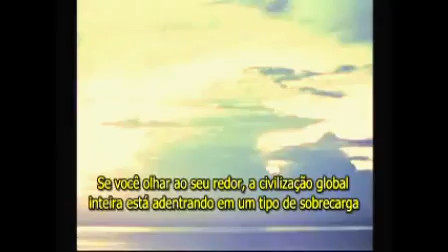 Se você olhar ao seu redor, a civilização global
inteira está adentrando em um tipo de sobrecarga